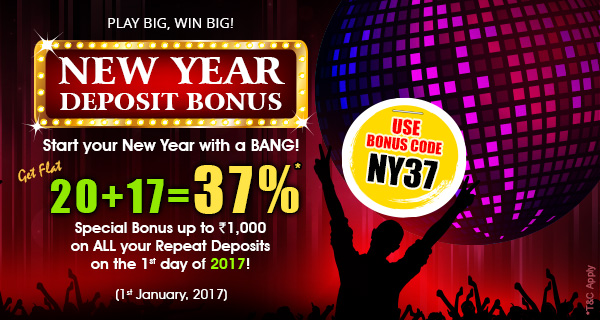 PLAY BIG, WIN BIG!
NEW YEAR
DEPOSIT BONUS
Start your New Year with a BANG!
Get Flat
20+17=37%*
Special Bonus up to ₹1,000
on ALL your Repeat Deposits
on the 1st day of 2017!
(1st January, 2017)
USE
BONUS CODE
NY37
*T&C Apply